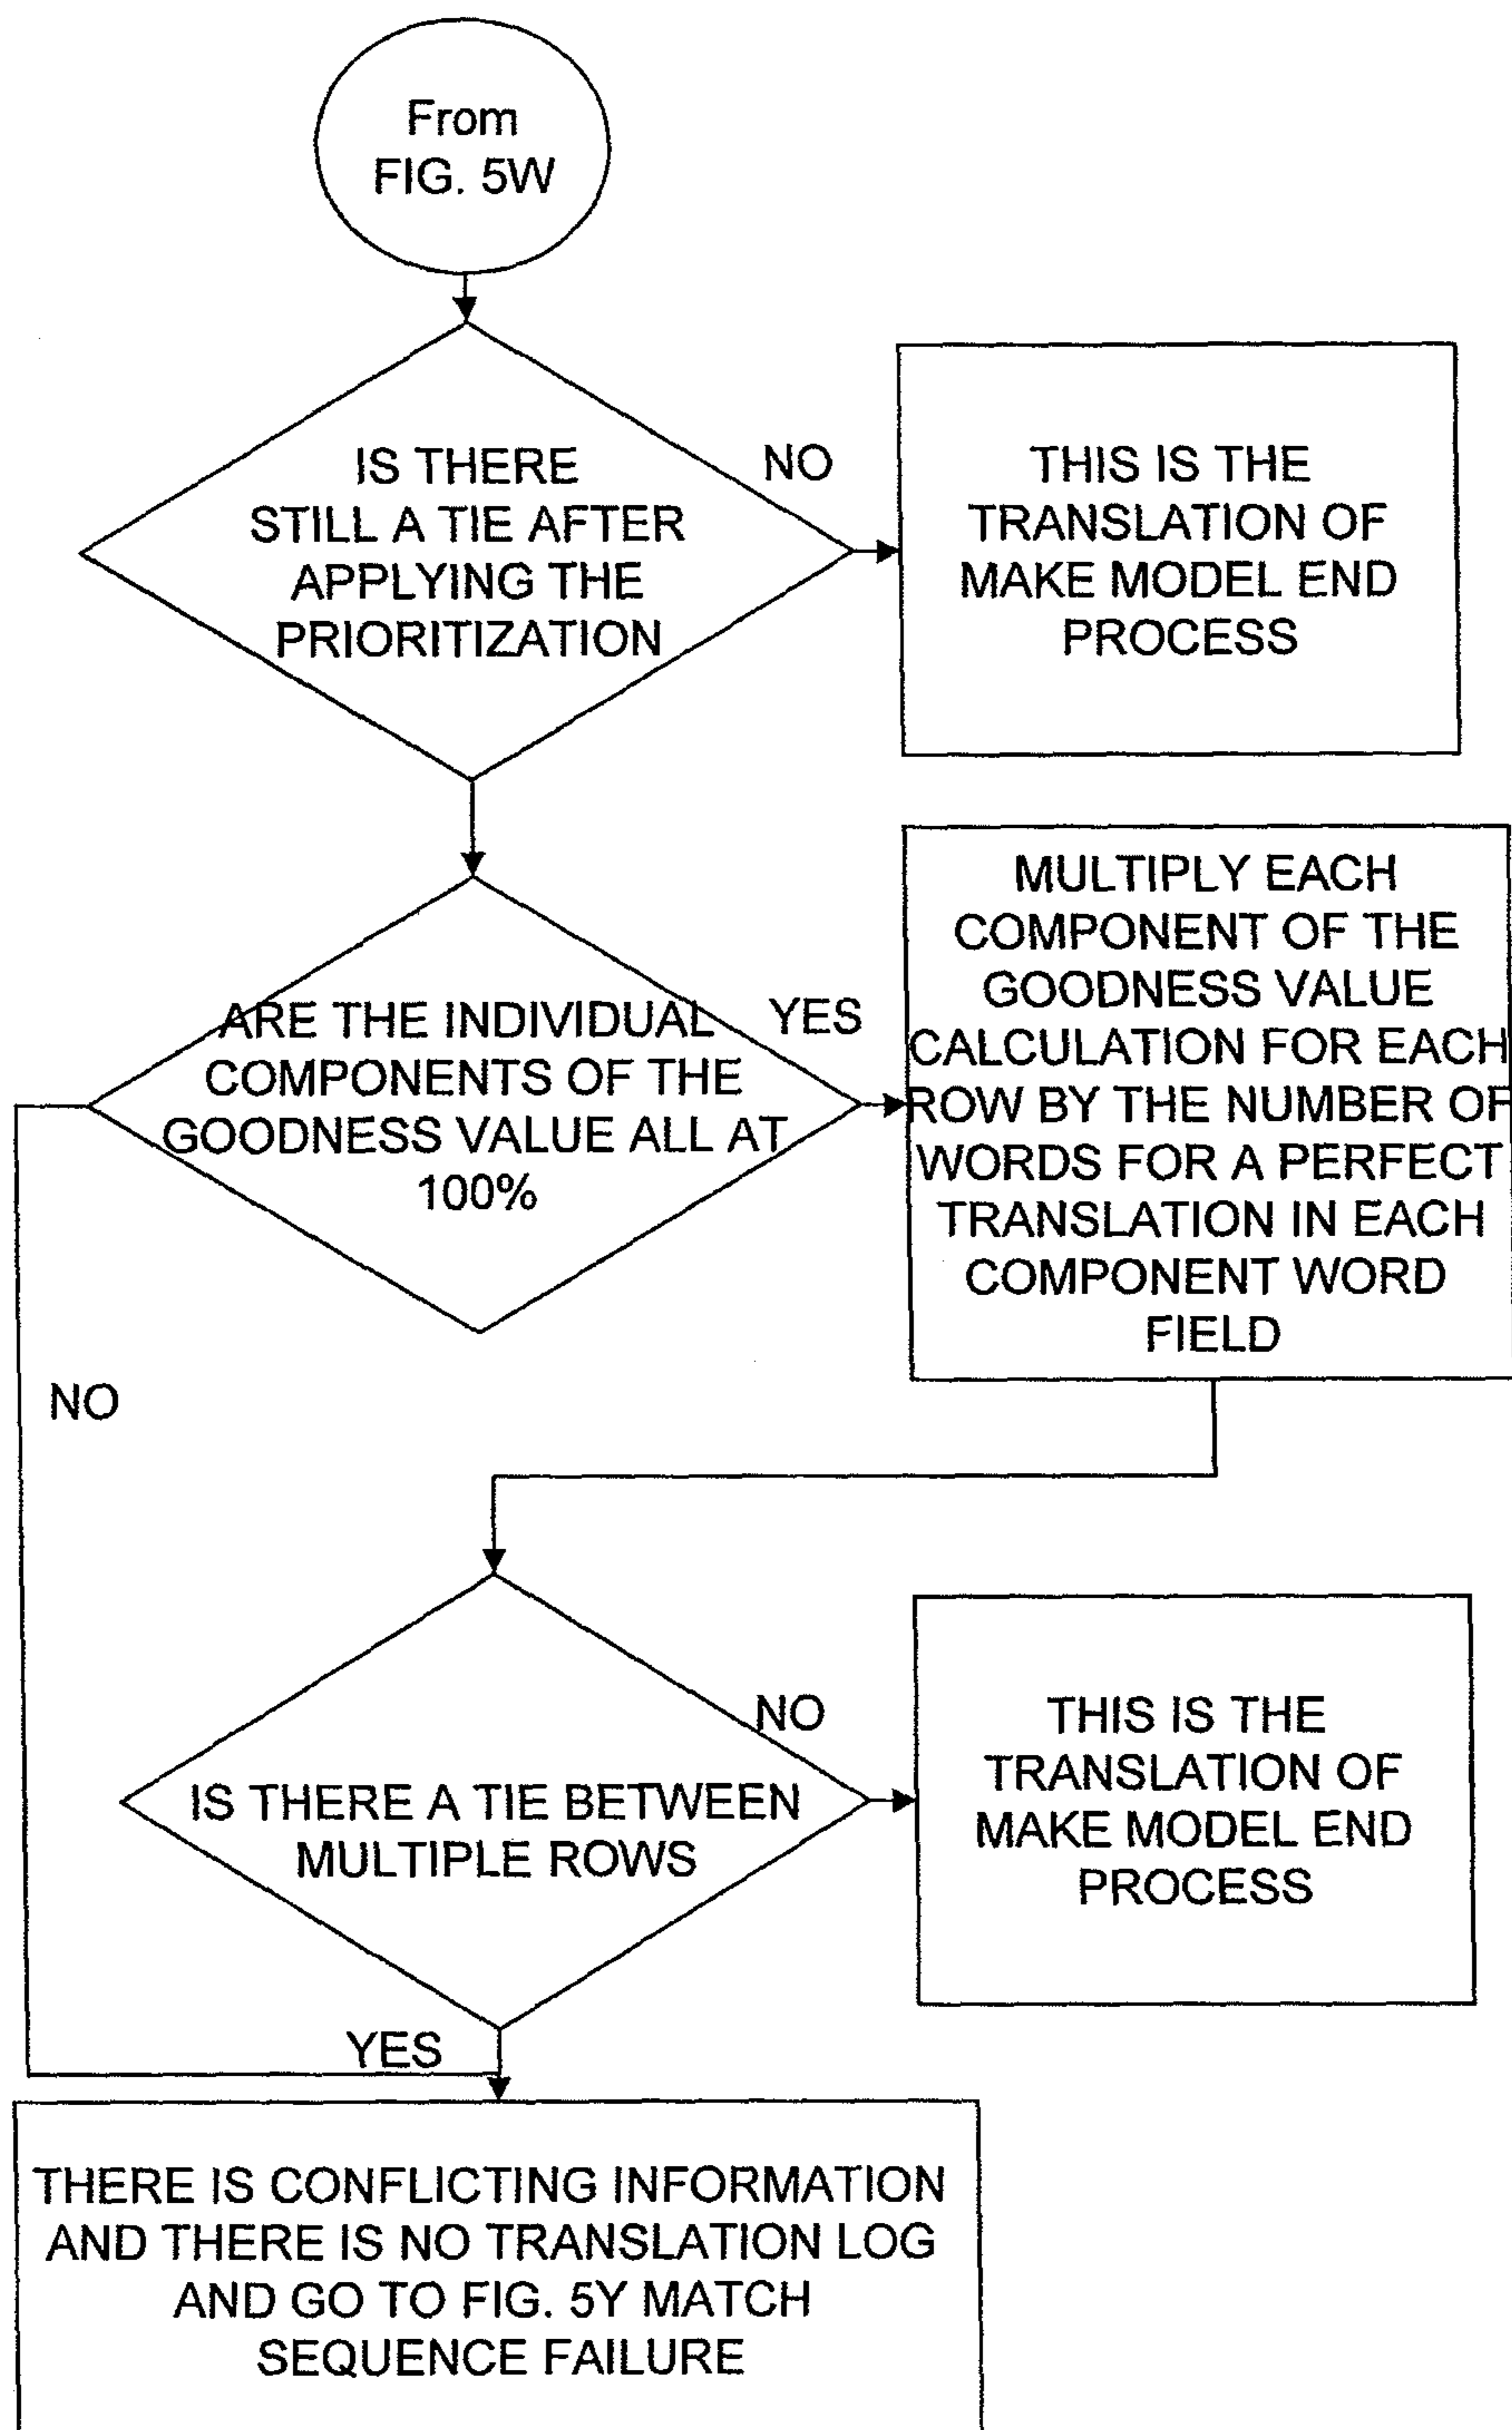 From
FIG. 5W
IS THERE
STILL A TIE AFTER
APPLYING THE
PRIORITIZATION
NO
THIS IS THE
TRANSLATION OF
MAKE MODEL END
PROCESS
ARE THE INDIVIDUAL
COMPONENTS OF THE
GOODNESS VALUE ALL AT
100%
YES
MULTIPLY EACH
COMPONENT OF THE
GOODNESS VALUE
CALCULATION FOR EACH
ROW BY THE NUMBER OF
WORDS FOR A PERFECT
TRANSLATION IN EACH
COMPONENT WORD
FIELD
NO
IS THERE A TIE BETWEEN
MULTIPLE ROWS
NO
THIS IS THE
TRANSLATION OF
MAKE MODEL END
PROCESS
YES
THERE IS CONFLICTING INFORMATION
AND THERE IS NO TRANSLATION LOG
AND GO TO FIG. 5Y MATCH
SEQUENCE FAILURE